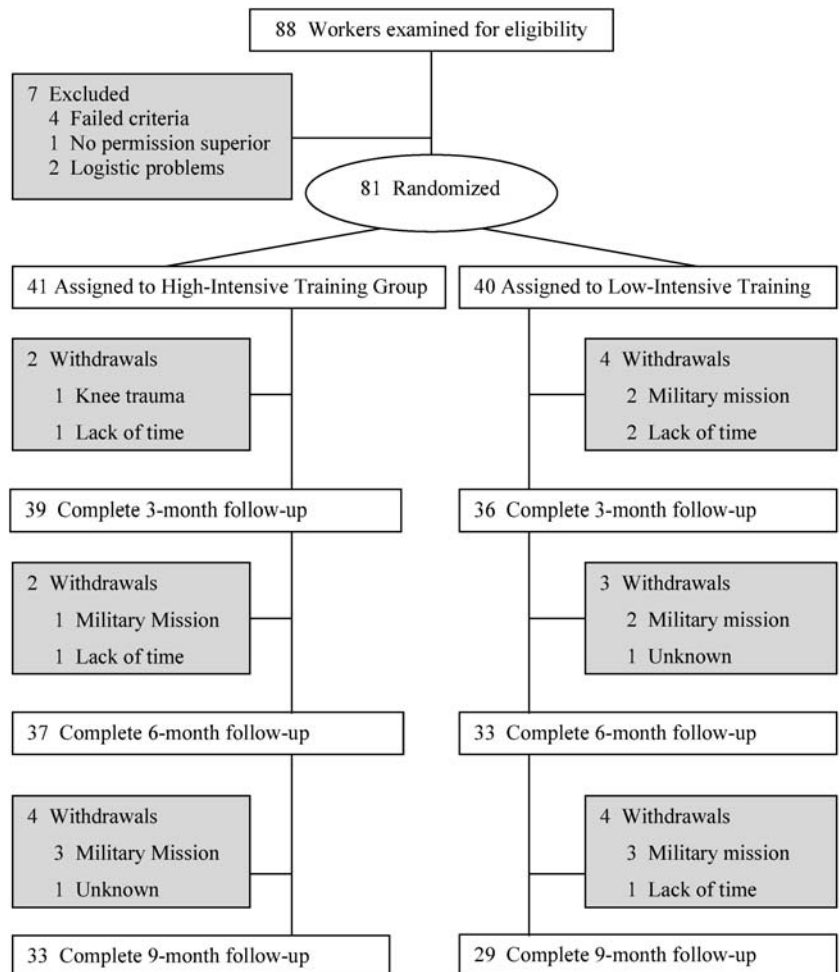 88 Workers examined for eligibility
7 Excluded
4 Failed criteria
1 No permission superior
2 Logistic problems
81 Randomized
41 Assigned to High-Intensive Training Group
40 Assigned to Low-Intensive Training
2 Withdrawals
1 Knee trauma
1 Lack of time
4 Withdrawals
2 Military mission
2 Lack of time
39 Complete 3-month follow-up
36 Complete 3-month follow-up
2 Withdrawals
1 Military Mission
1 Lack of time
3 Withdrawals
2 Military mission
1 Unknown
37 Complete 6-month follow-up
33 Complete 6-month follow-up
4 Withdrawals
3 Military Mission
1 Unknown
4 Withdrawals
3 Military mission
1 Lack of time
33 Complete 9-month follow-up
29 Complete 9-month follow-up